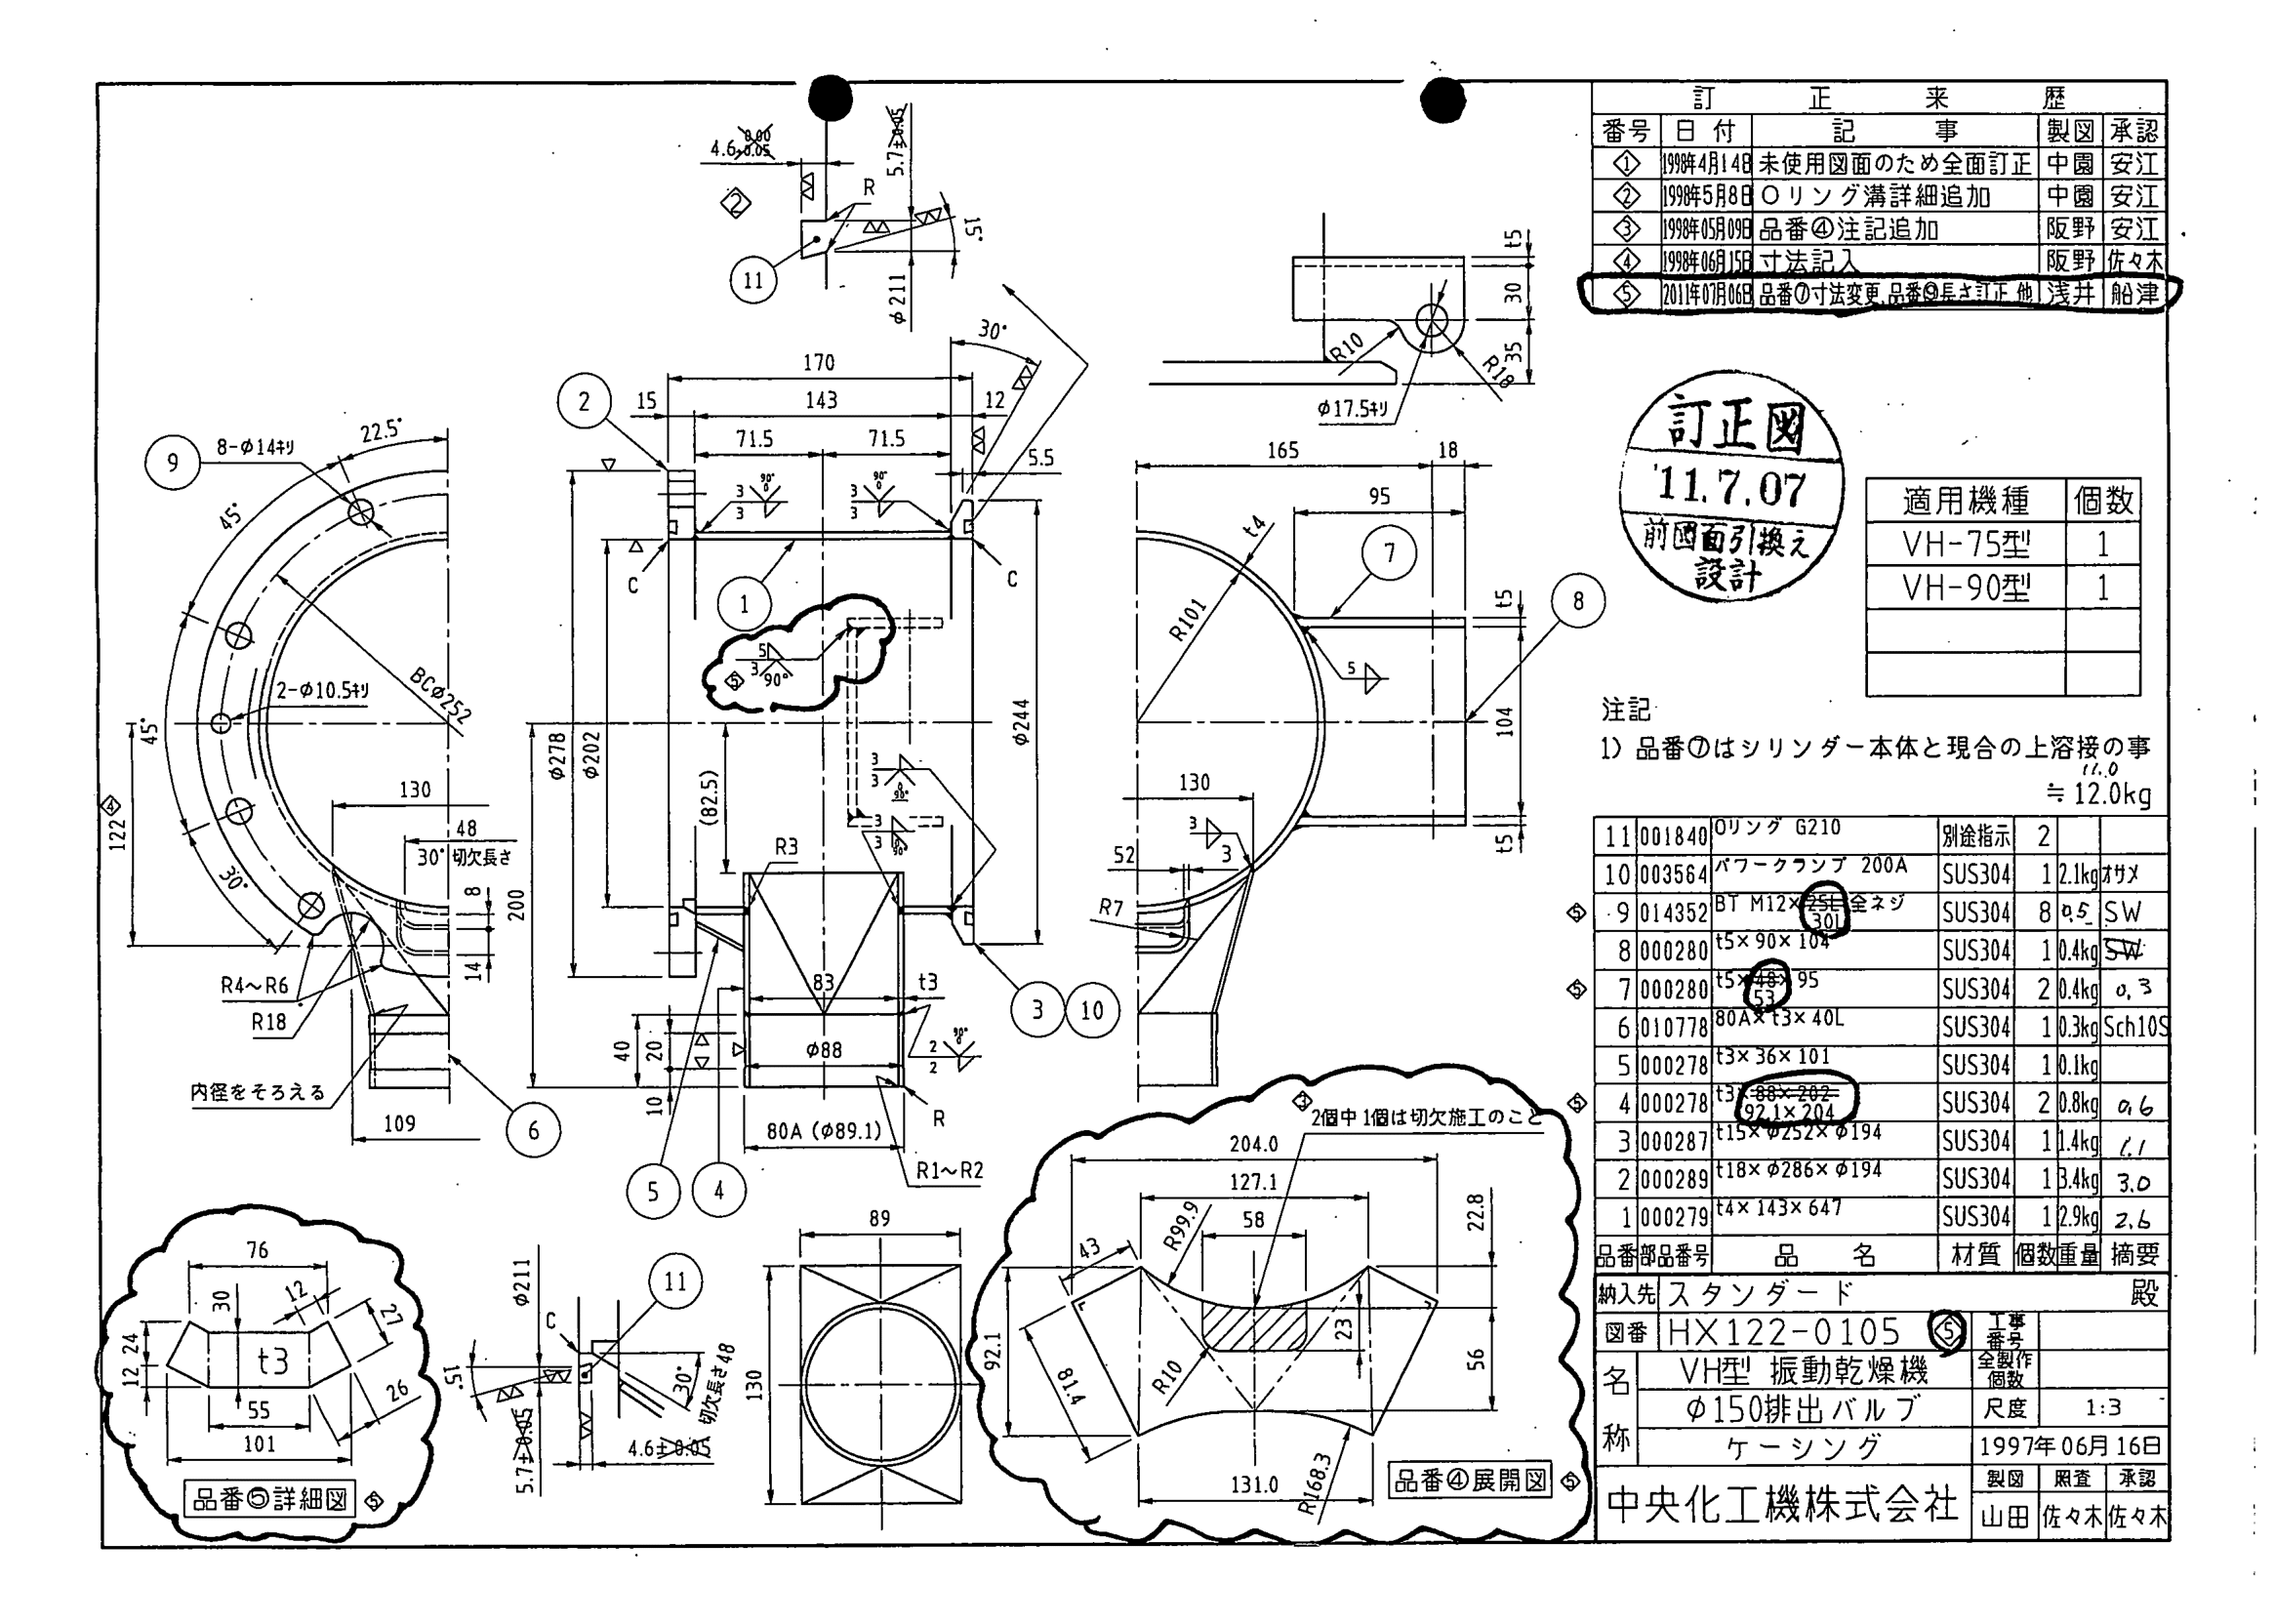 訂正来歴
番号 日付 記事 製図 承認
① 1998年4月14日 未使用図面のため全面訂正 中園 安江
② 1998年5月8日 Oリング溝詳細追加 中園 安江
③ 1998年05月09日 品番④注記追加 阪野 安江
④ 1998年06月15日 寸法記入 阪野 佐々木
⑤ 2011年07月06日 品番⑦寸法変更,品番⑨長さ訂正 他 浅井 船津
訂正図
'11.7.07
前図面引換え
設計
適用機種 個数
VH-75型 1
VH-90型 1
注記
1) 品番⑦はシリンダー本体と現合の上溶接の事
11.0
≒ 12.0kg
11 001840 Oリング G210 別途指示 2
10 003564 パワークランプ 200A SUS304 1 2.1kg オサメ
⑤ 9 014352 BT M12×25L全ネジ 30L SUS304 8 0.5 SW
8 000280 t5×90×104 SUS304 1 0.4kg SW
⑤ 7 000280 t5×48×95 53 SUS304 2 0.4kg 0.3
6 010778 80A×t3×40L SUS304 1 0.3kg Sch10S
5 000278 t3×36×101 SUS304 1 0.1kg
⑤ 4 000278 t3×88×202 92.1×204 SUS304 2 0.8kg 0.6
3 000287 t15×φ252×φ194 SUS304 1 1.4kg 1.1
2 000289 t18×φ286×φ194 SUS304 1 3.4kg 3.0
1 000279 t4×143×647 SUS304 1 2.9kg 2.6
品番 部品番号 品名 材質 個数 重量 摘要
納入先 スタンダード 殿
図番 HX122-0105 ⑤ 工事番号
名称 VH型 振動乾燥機 全製作個数
φ150排出バルブ 尺度 1:3
ケーシング 1997年06月16日
中央化工機株式会社 製図 照査 承認
山田 佐々木 佐々木
4.6 0.00 -0.05
5.7±0.05
②
R
15°
φ211
11
t5
30
35
R10
R18
φ17.5キリ
170
15
143
12
71.5
71.5
30°
5.5
2
9
8-φ14キリ
22.5°
45°
45°
30°
2-φ10.5キリ
BCφ252
④
122
130
48
30°切欠長さ
8
14
R4~R6
R18
内径をそろえる
109
6
φ278
φ202
φ244
200
(82.5)
C
C
1
3
3
90°
3
3
90°
5
3
90°
⑤
3
3
90°
3
3
90°
R3
83
t3
φ88
40
20
10
2
2
90°
80A (φ89.1)
R
R1~R2
3
10
5
4
165
18
95
t4
R101
7
8
t5
104
t5
5
130
3
52
3
R7
76
30
12
27
24
12
t3
26
55
101
品番⑤詳細図 ⑤
φ211
C
11
15°
30°
切欠長さ48
5.7±0.05
4.6±0.05
89
130
③
2個中1個は切欠施工のこと
204.0
127.1
58
R99.9
43
22.8
92.1
81.4
R10
23
56
131.0
R168.3
品番④展開図 ⑤